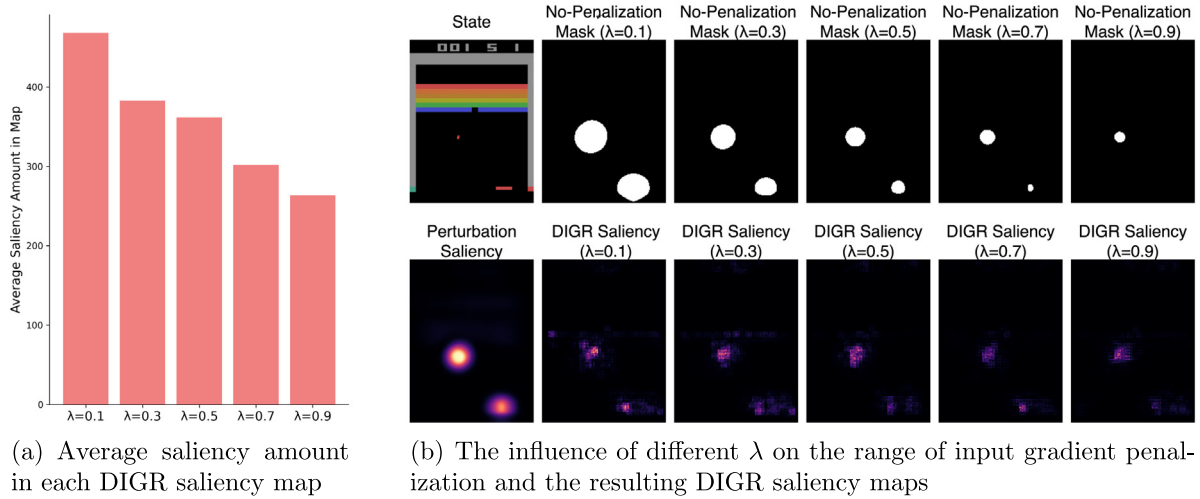 Average Saliency Amount in Map
400
300
200
100
0
λ=0.1 λ=0.3 λ=0.5 λ=0.7 λ=0.9
(a) Average saliency amount
in each DIGR saliency map
State
No-Penalization
Mask (λ=0.1)
No-Penalization
Mask (λ=0.3)
No-Penalization
Mask (λ=0.5)
No-Penalization
Mask (λ=0.7)
No-Penalization
Mask (λ=0.9)
001 5 1
Perturbation
Saliency
DIGR Saliency
(λ=0.1)
DIGR Saliency
(λ=0.3)
DIGR Saliency
(λ=0.5)
DIGR Saliency
(λ=0.7)
DIGR Saliency
(λ=0.9)
(b) The influence of different λ on the range of input gradient penal-
ization and the resulting DIGR saliency maps